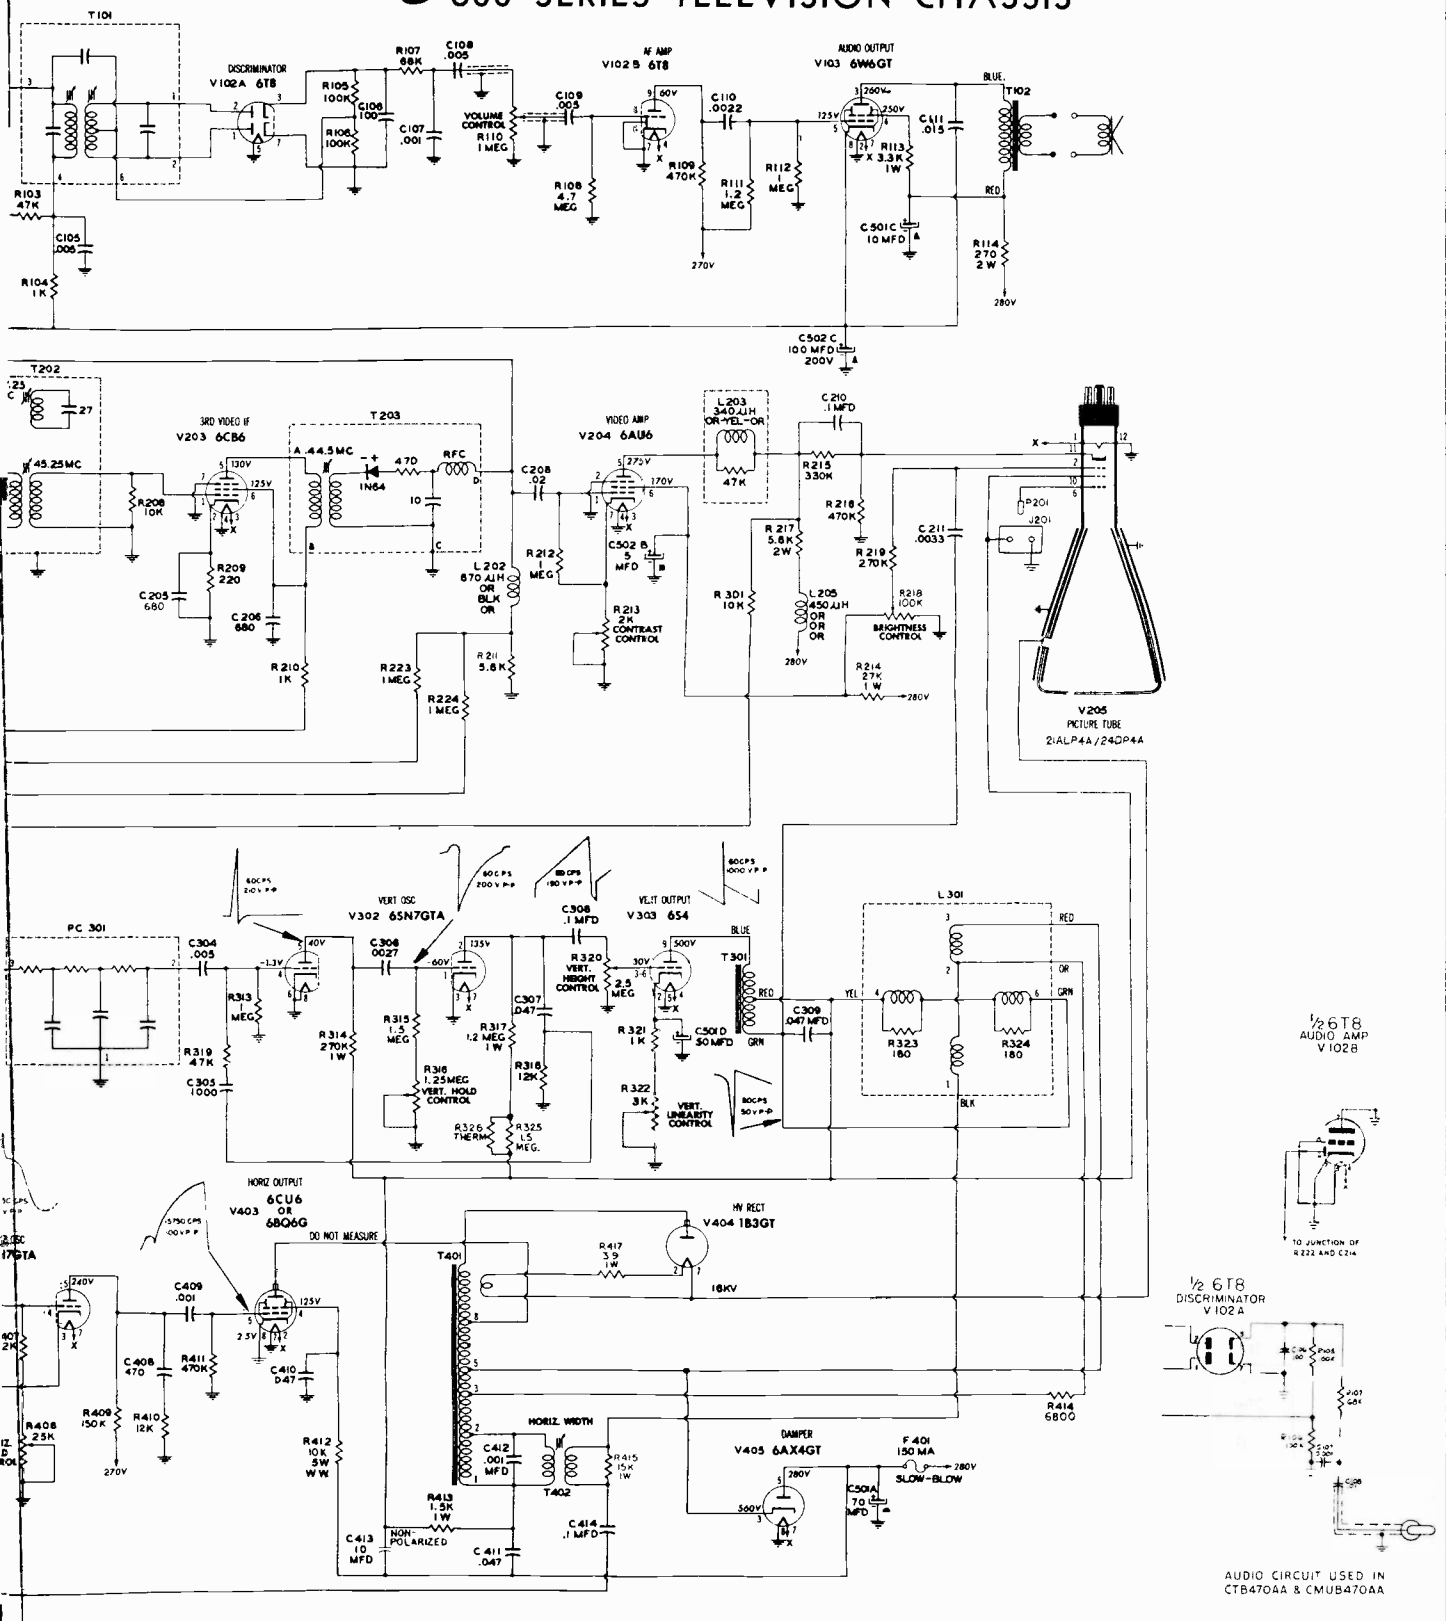 600 SERIES TELEVISION CHASSIS
T101
DISCRIMINATOR
V102A 6T8
R107
68K
C108
.005
R105
100K
C106
100
R106
100K
C107
.001
VOLUME
CONTROL
R110
1 MEG
C109
.005
AF AMP
V102B 6T8
60V
C110
.0022
R108
4.7
MEG
R109
470K
R111
1.2
MEG
R112
1
MEG
270V
AUDIO OUTPUT
V103 6W6GT
260V
250V
125V
R113
3.3K
1W
C111
.015
BLUE
T102
RED
C501C
10 MFD
R114
270
2W
280V
R103
47K
C105
.005
R104
1K
C502C
100 MFD
200V
T202
27
45.25MC
R208
10K
3RD VIDEO IF
V203 6CB6
130V
125V
R209
220
C205
680
C206
680
R210
1K
T203
A 44.5MC
1N64
47Ω
RFC
10
B
C
D
C208
.02
L202
670 μH
OR
BLK
OR
R211
5.6K
R223
1 MEG
R224
1 MEG
VIDEO AMP
V204 6AU6
275V
170V
R212
1
MEG
C502 B
5
MFD
R213
2K
CONTRAST
CONTROL
L203
340μH
OR-YEL-OR
47K
C210
.1MFD
R215
330K
R216
470K
R217
5.6K
2W
R301
10K
L205
450μH
OR
OR
OR
280V
R219
270K
R218
100K
BRIGHTNESS
CONTROL
R214
27K
1W
280V
C211
.0033
P201
J201
V205
PICTURE TUBE
21ALP4A/24DP4A
PC 301
C304
.005
R313
1
MEG
R319
47K
C305
1000
60CPS
210 V P-P
VERT OSC
V302 6SN7GTA
40V
-1.3V
C306
.0027
-60V
135V
60CPS
200 V P-P
R314
270K
1W
R315
1.5
MEG
R316
1.25MEG
VERT. HOLD
CONTROL
R317
1.2 MEG
1W
R326
THERM
R325
1.5
MEG.
C307
.047
R318
12K
60CPS
190 V P-P
C308
.1 MFD
R320
VERT.
HEIGHT
CONTROL
2.5
MEG
VERT OUTPUT
V303 6S4
500V
30V
60CPS
1000 V P-P
R321
1K
C501D
50MFD
R322
3K
VERT.
LINEARITY
CONTROL
BLUE
T301
RED
GRN
C309
.047 MFD
60CPS
50 V P-P
L301
YEL
R323
180
R324
180
RED
OR
GRN
BLK
HORIZ OUTPUT
6CU6
V403 OR
6BQ6G
15750 CPS
DO NOT MEASURE
240V
C409
.001
C408
470
R411
470K
R409
150K
R410
12K
270V
R408
25K
125V
C410
.047
R412
10K
5W
WW
T401
HV RECT
V404 1B3GT
R417
3.9
1W
16KV
HORIZ. WIDTH
C412
.001
MFD
T402
R415
15K
1W
R413
1.5K
1W
NON-
POLARIZED
C413
10
MFD
C411
.047
C414
.1 MFD
DAMPER
V405 6AX4GT
280V
560V
F401
150 MA
SLOW-BLOW
280V
C501A
70
MFD
R414
6800
½6T8
AUDIO AMP
V102B
TO JUNCTION OF
R222 AND C214
½ 6T8
DISCRIMINATOR
V102A
AUDIO CIRCUIT USED IN
CTB470AA & CMUB470AA